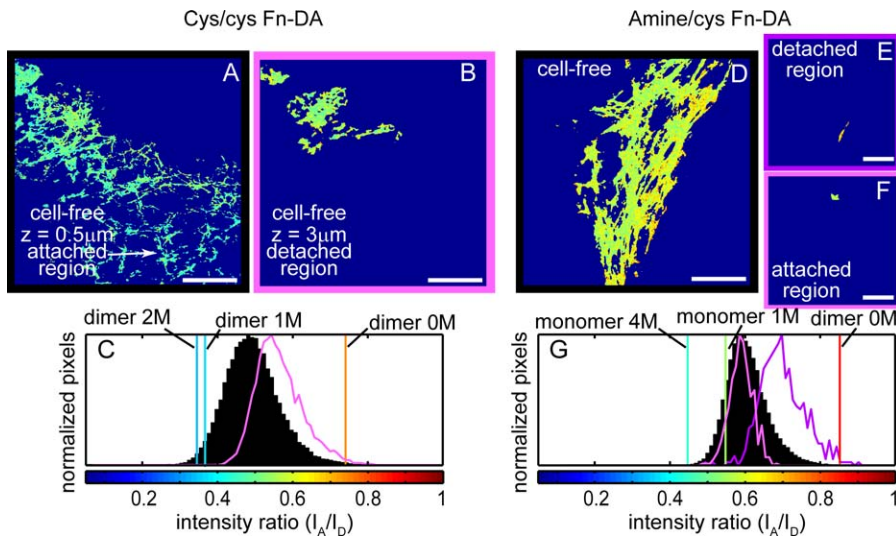 Cys/cys Fn-DA
Amine/cys Fn-DA
A
cell-free
z = 0.5μm
attached
region
B
cell-free
z = 3μm
detached
region
cell-free
D
detached
region
E
F
attached
region
dimer 2M
dimer 1M
dimer 0M
C
normalized pixels
0.2 0.4 0.6 0.8 1
intensity ratio (I_A/I_D)
monomer 4M
monomer 1M
dimer 0M
G
normalized pixels
0.2 0.4 0.6 0.8 1
intensity ratio (I_A/I_D)